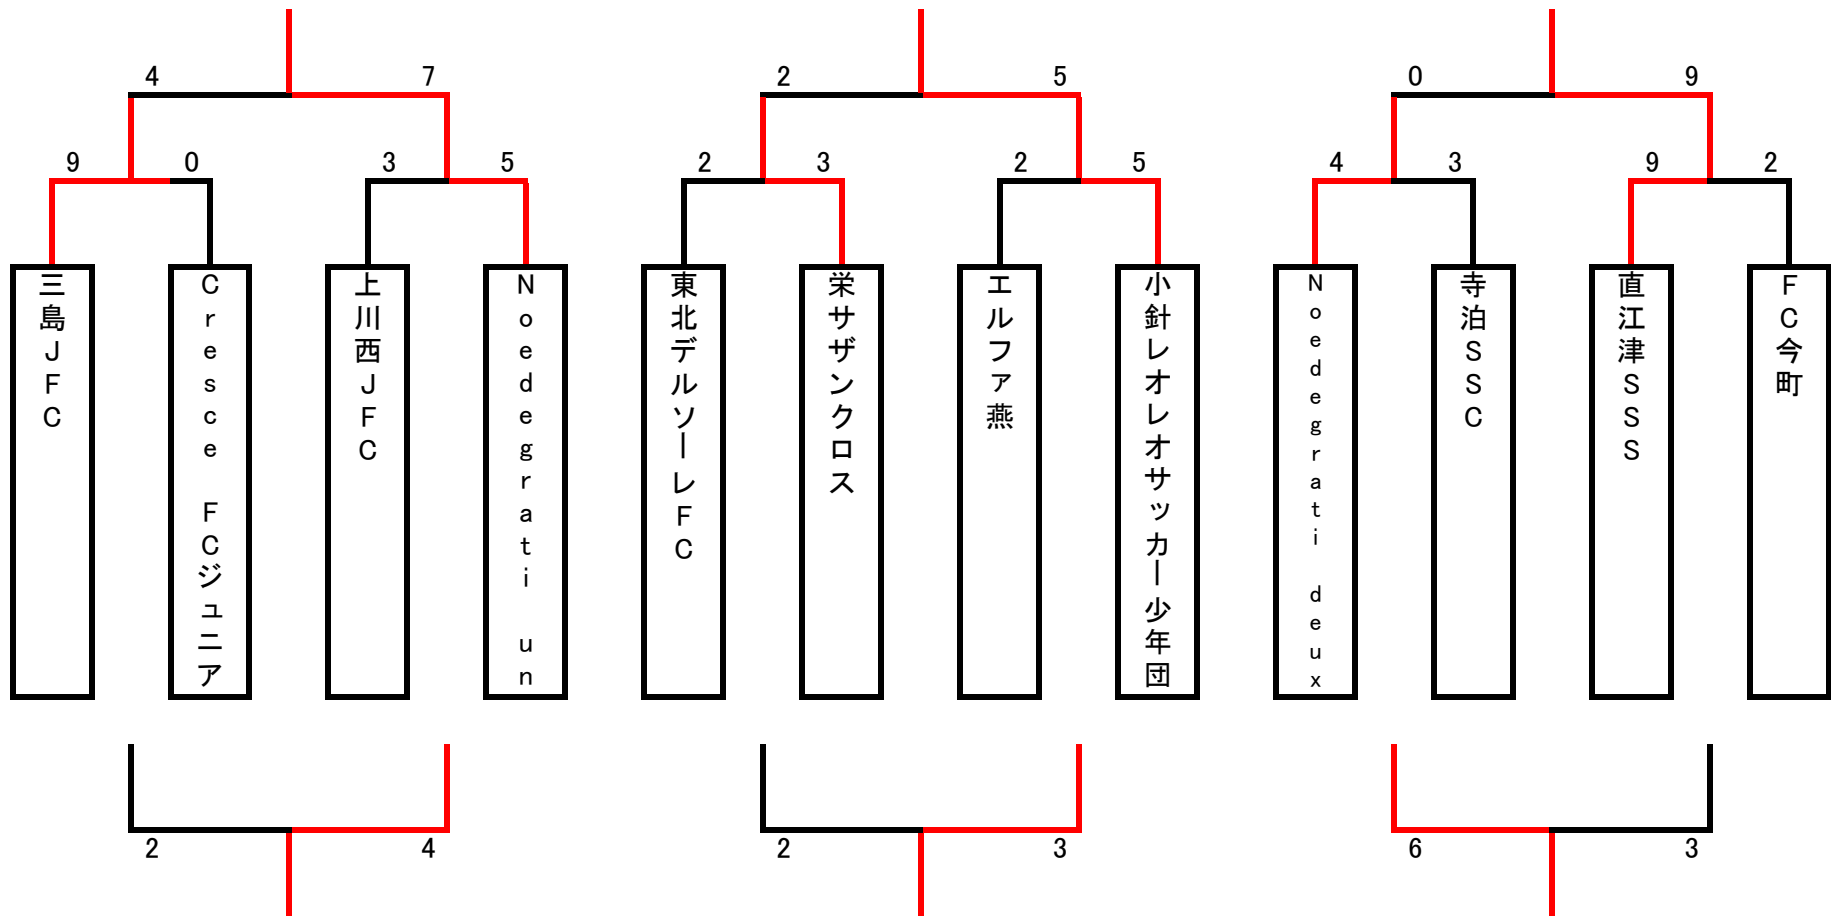 4 7 2 5 0 9
9 0 3 5 2 3 2 5 4 3 9 2
三島JFC
Cresce FCジュニア
上川西JFC
Noedegrati un
東北デルソーレFC
栄サザンクロス
エルファ燕
小針レオレオサッカー少年団
Noedegrati deux
寺泊SSC
直江津SSS
FC今町
2 4 2 3 6 3